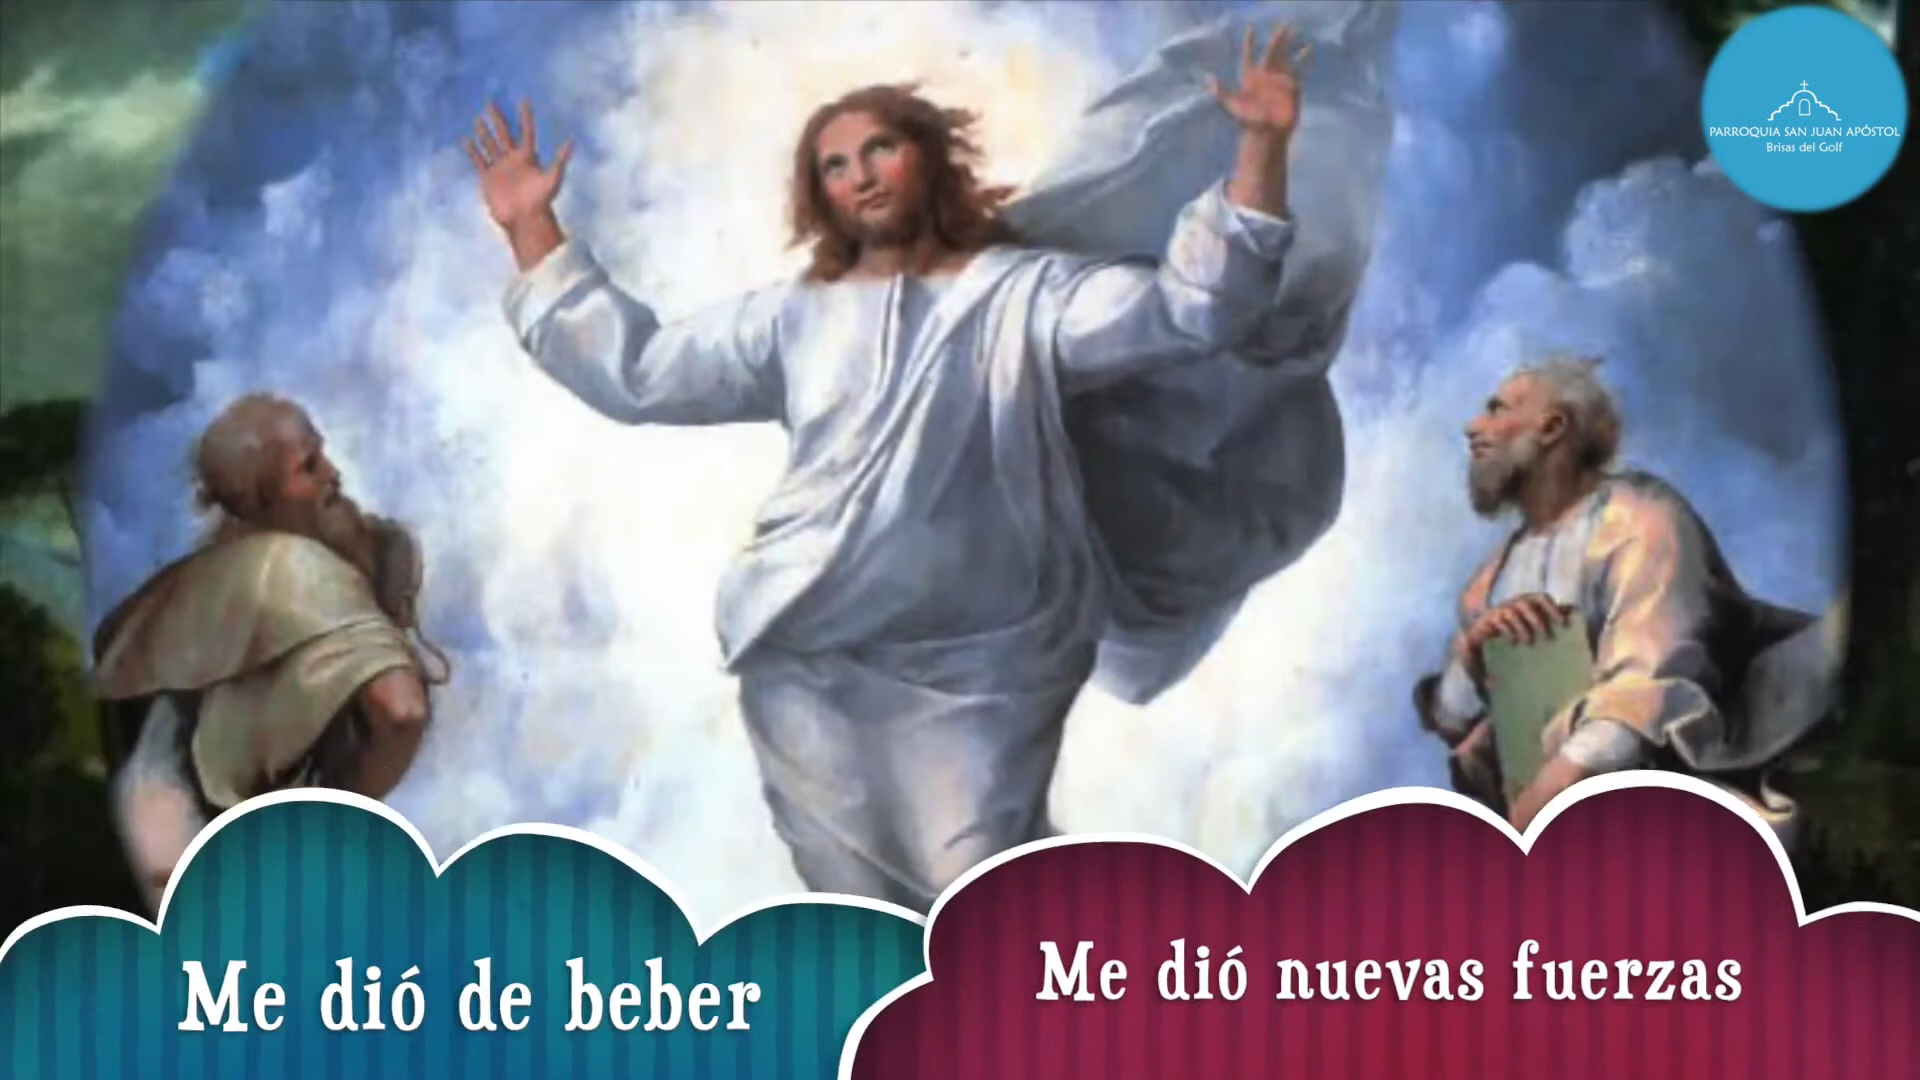 PARROQUIA SAN JUAN APÓSTOL
Brisas del Golf
Me dió de beber
Me dió nuevas fuerzas